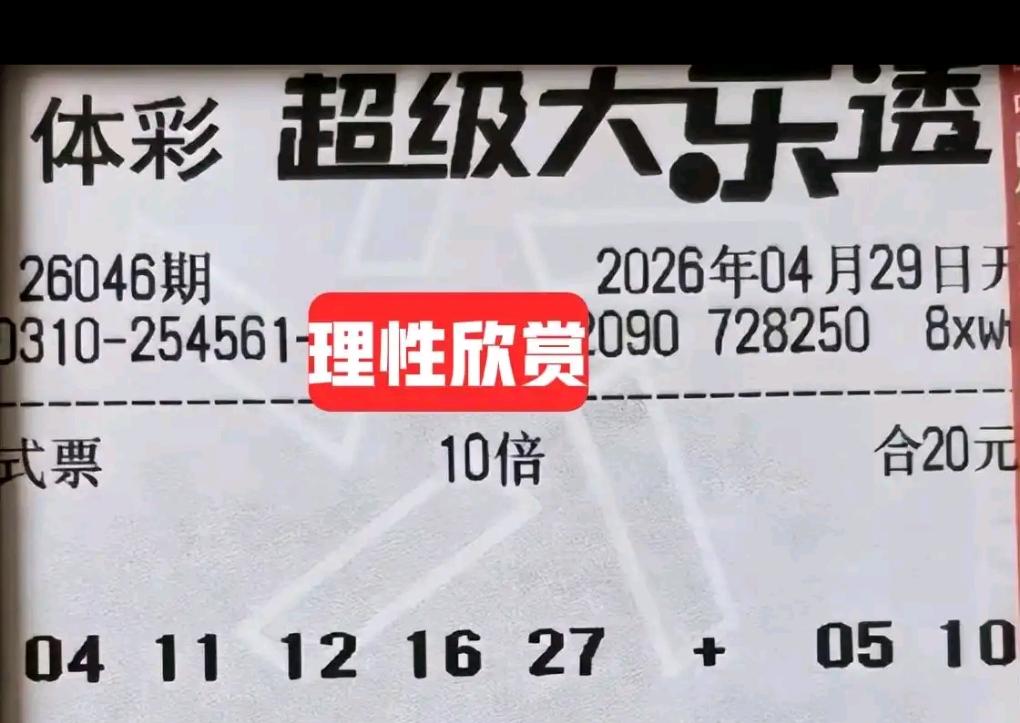 体彩 超级大乐透
26046期 2026年04月29日开
0310-254561- 2090 728250 8xwh
理性欣赏
式票 10倍 合20元
04 11 12 16 27 + 05 10